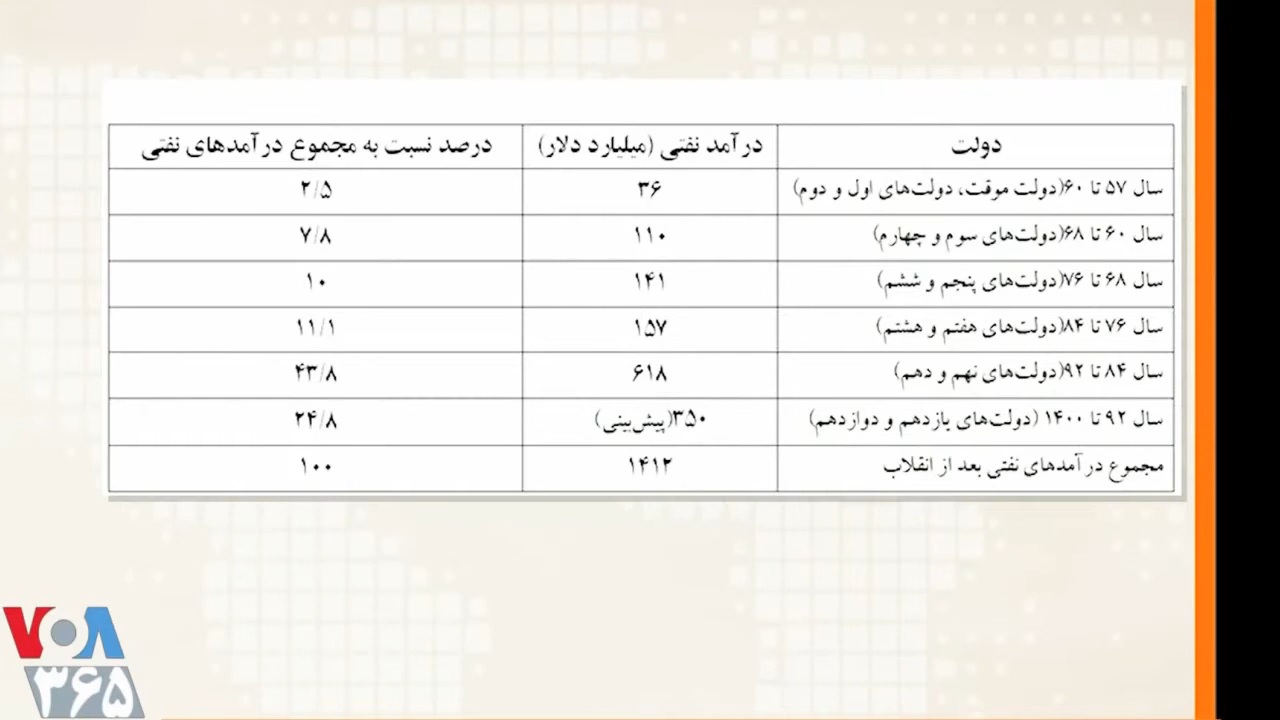 دولت درآمد نفتی (میلیارد دلار) درصد نسبت به مجموع درآمدهای نفتی
سال ۵۷ تا ۶۰(دولت موقت، دولت‌های اول و دوم) ۳۶ ۲/۵
سال ۶۰ تا ۶۸(دولت‌های سوم و چهارم) ۱۱۰ ۷/۸
سال ۶۸ تا ۷۶(دولت‌های پنجم و ششم) ۱۴۱ ۱۰
سال ۷۶ تا ۸۴(دولت‌های هفتم و هشتم) ۱۵۷ ۱۱/۱
سال ۸۴ تا ۹۲(دولت‌های نهم و دهم) ۶۱۸ ۴۳/۸
سال ۹۲ تا ۱۴۰۰ (دولت‌های یازدهم و دوازدهم) ۳۵۰(پیش‌بینی) ۲۴/۸
مجموع درآمدهای نفتی بعد از انقلاب ۱۴۱۲ ۱۰۰
VOA
۳۶۵